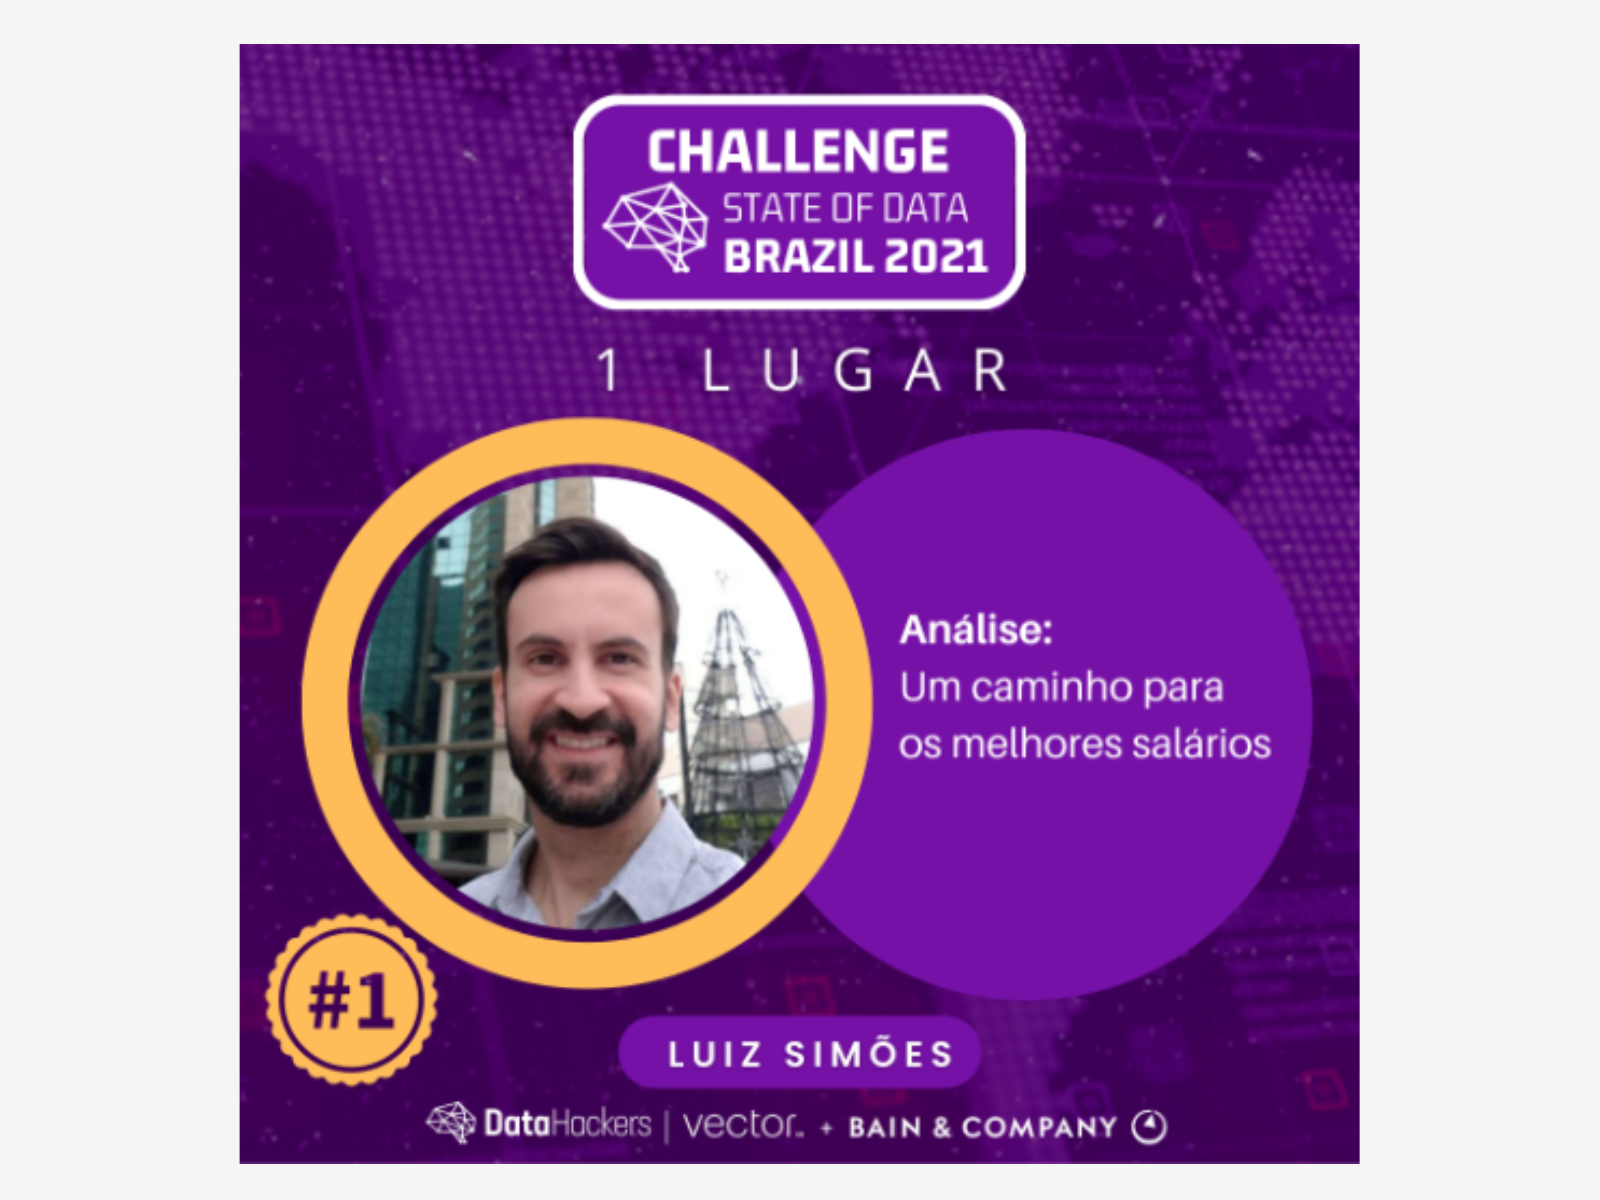 CHALLENGE
STATE OF DATA
BRAZIL 2021
1 LUGAR
Análise:
Um caminho para
os melhores salários
#1
LUIZ SIMÕES
DataHackers | vector. + BAIN & COMPANY